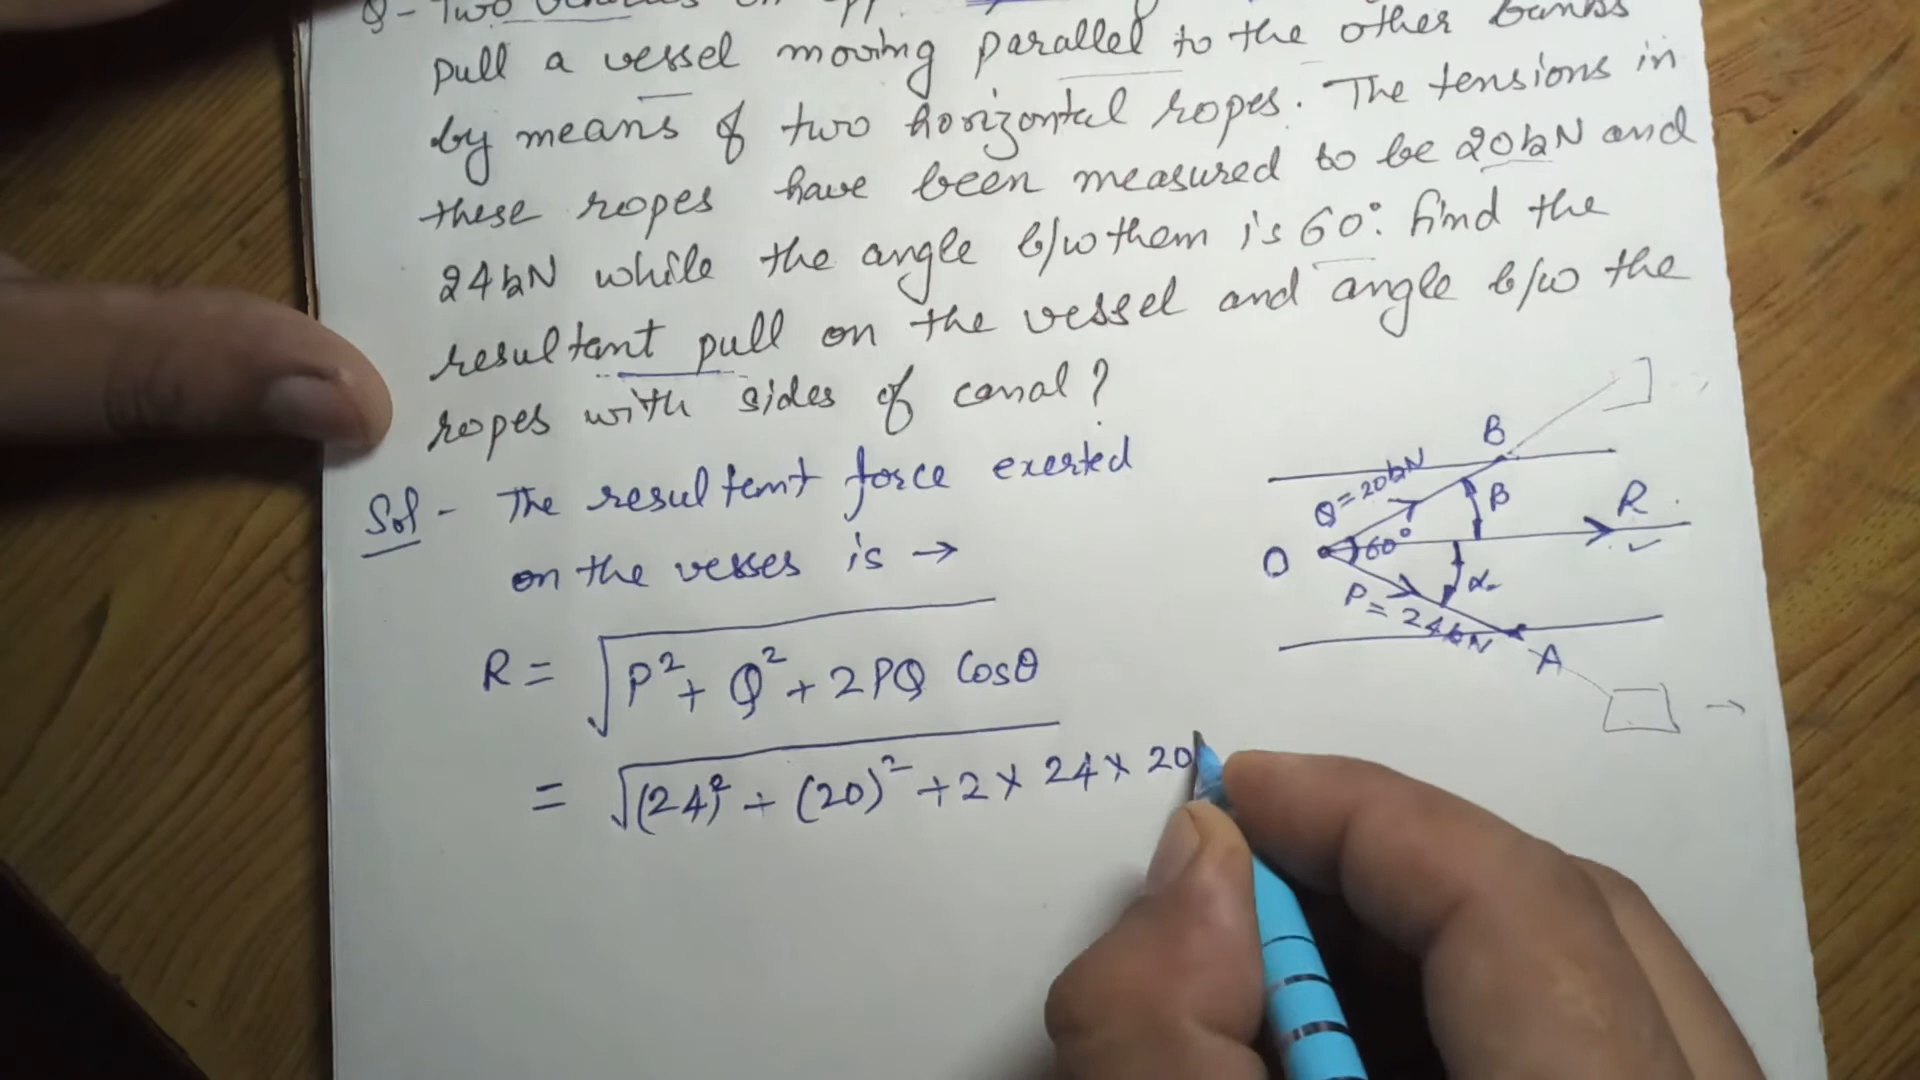 Q - Two
pull a vessel moving parallel to the other banks
by means of two horizontal ropes. The tensions in
these ropes have been measured to be 20kN and
24kN while the angle b/w them is 60°. find the
resultant pull on the vessel and angle b/w the
ropes with sides of canal?
Sol - The resultant force exerted
on the vesses is →
R = √P² + Q² + 2PQ Cosθ
= √(24)² + (20)² + 2 × 24 × 20
B
Q = 20kN
β
R
O
60°
α
P = 24kN
A